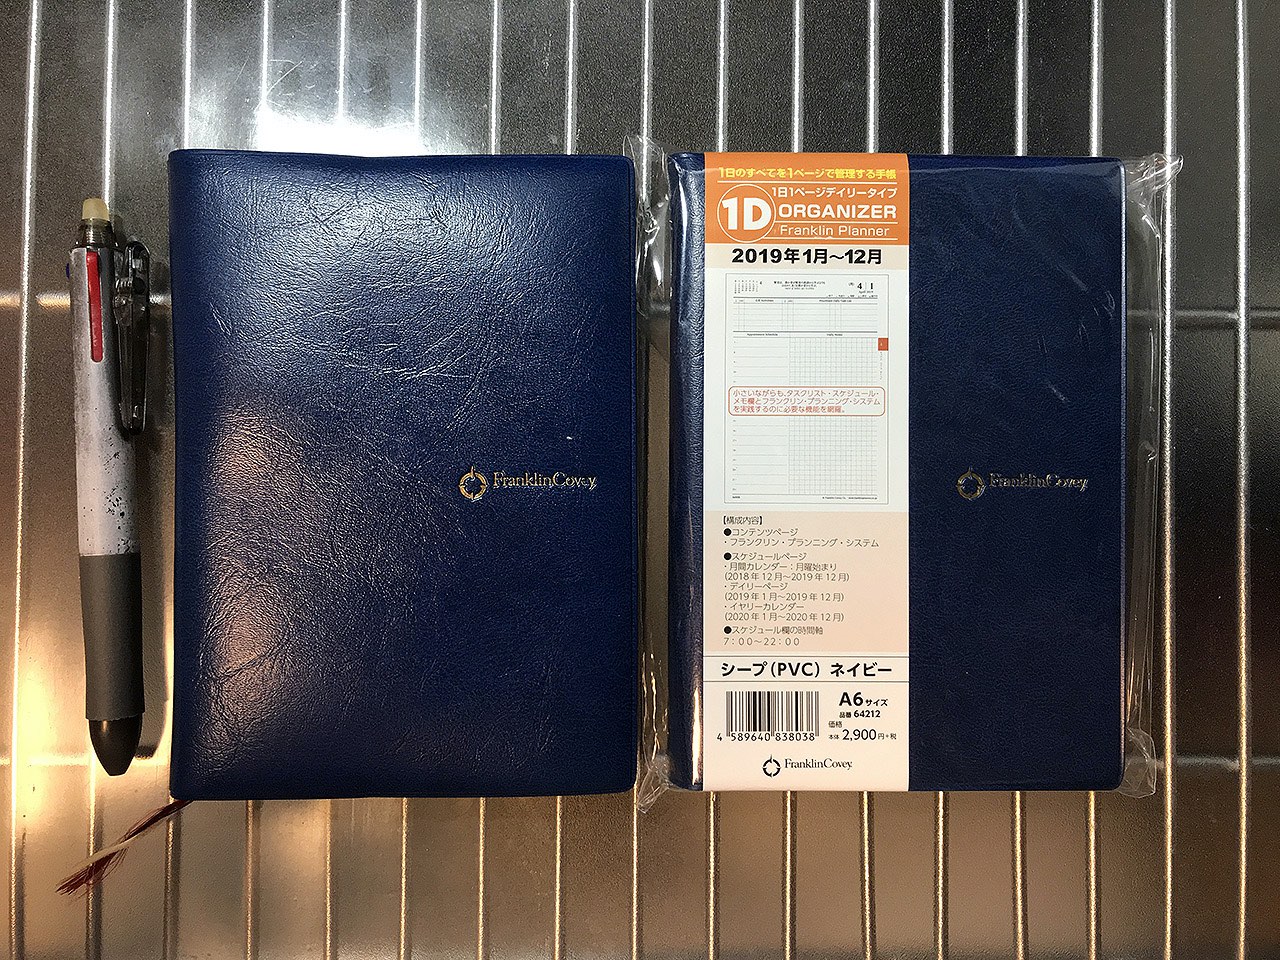 FranklinCovey
1日のすべてを1ページで管理する手帳
1日1ページデイリータイプ
1D ORGANIZER
Franklin Planner
2019年1月〜12月
4 1
小さいながらも、タスクリスト・スケジュール・
メモ欄とフランクリン・プランニング・システム
を実践するのに必要な機能を網羅。
【構成内容】
●コンテンツページ
・フランクリン・プランニング・システム
●スケジュールページ
・月間カレンダー：月曜始まり
(2018年12月〜2019年12月)
・デイリーページ
(2019年1月〜2019年12月)
・イヤリーカレンダー
(2020年1月〜2020年12月)
●スケジュール欄の時間軸
7：00〜22：00
シープ（PVC）ネイビー
A6サイズ
品番 64212
価格
本体 2,900円+税
4 589640 838038
FranklinCovey
FranklinCovey